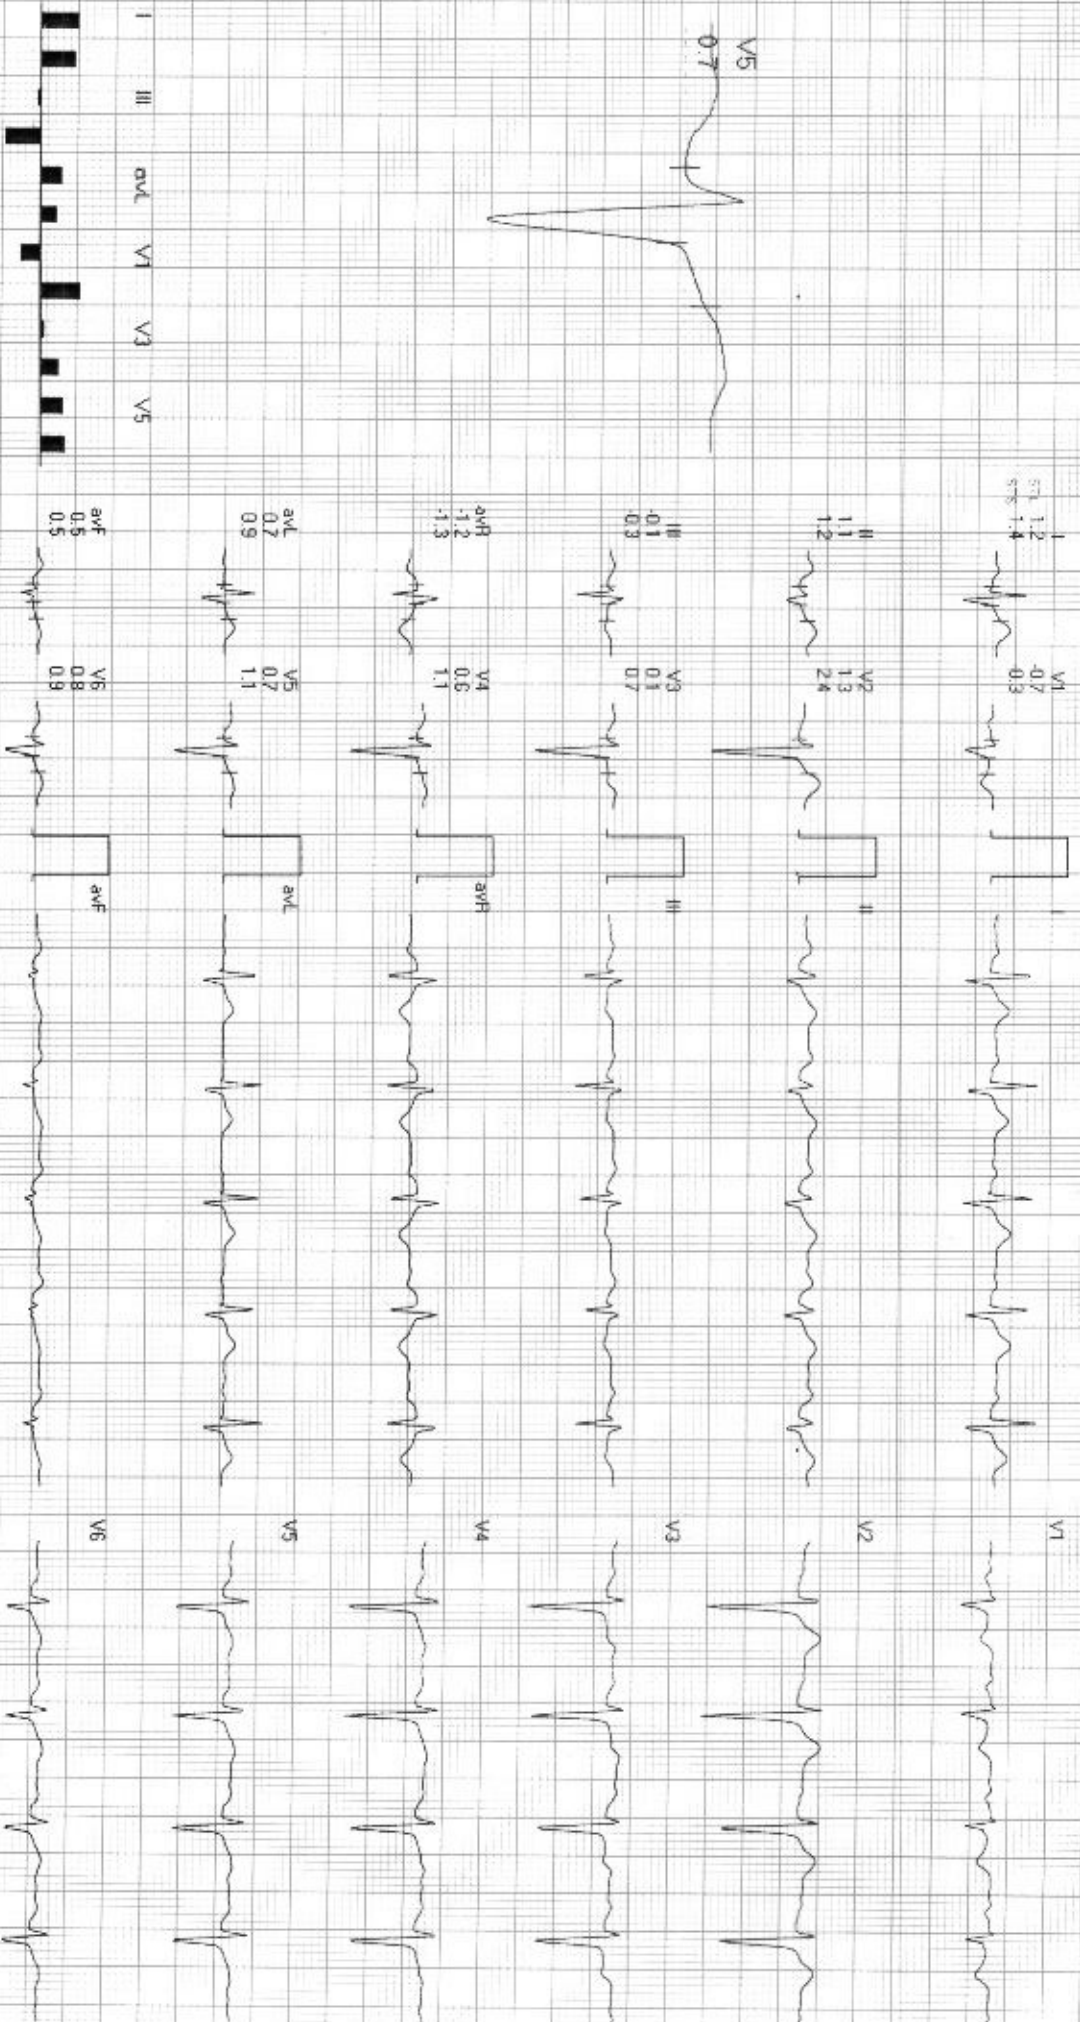 I V1 I V1
STL 1.2 -0.7
STS 1.4 0.3
II V2 II V2
1.1 1.3
1.2 2.4
V5
0.7
III V3 III V3
-0.1 0.1
-0.3 0.7
avR V4 avR V4
-1.2 0.6
-1.3 1.1
avL V5 avL V5
0.7 0.7
0.9 1.1
I III avL V1 V3 V5
avF V6 avF V6
0.5 0.8
0.5 0.9